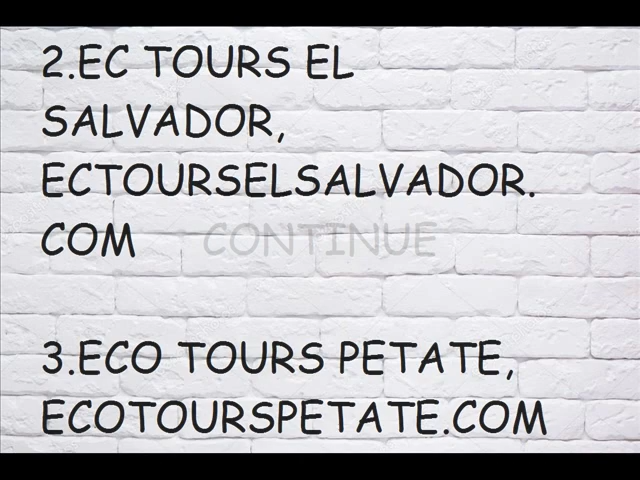 2.EC TOURS EL
SALVADOR,
ECTOURSELSALVADOR.
COM CONTINUE
3.ECO TOURS PETATE,
ECOTOURSPETATE.COM